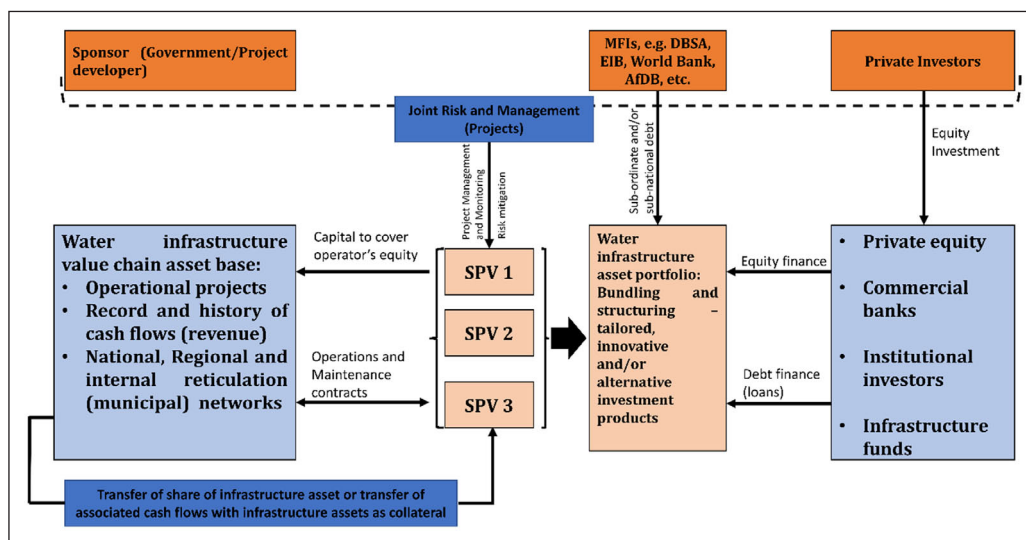 Sponsor (Government/Project
developer)
MFIs, e.g. DBSA,
EIB, World Bank,
AfDB, etc.
Private Investors
Joint Risk and Management
(Projects)
Project Management
and Monitoring
Risk mitigation
Sub-ordinate and/or
sub-national debt
Equity
Investment
Water infrastructure
value chain asset base:
• Operational projects
• Record and history of
cash flows (revenue)
• National, Regional and
internal reticulation
(municipal) networks
Capital to cover
operator's equity
Operations and
Maintenance
contracts
SPV 1
SPV 2
SPV 3
Water
infrastructure
asset portfolio:
Bundling and
structuring –
tailored,
innovative
and/or
alternative
investment
products
Equity finance
Debt finance
(loans)
• Private equity
• Commercial
banks
• Institutional
investors
• Infrastructure
funds
Transfer of share of infrastructure asset or transfer of
associated cash flows with infrastructure assets as collateral